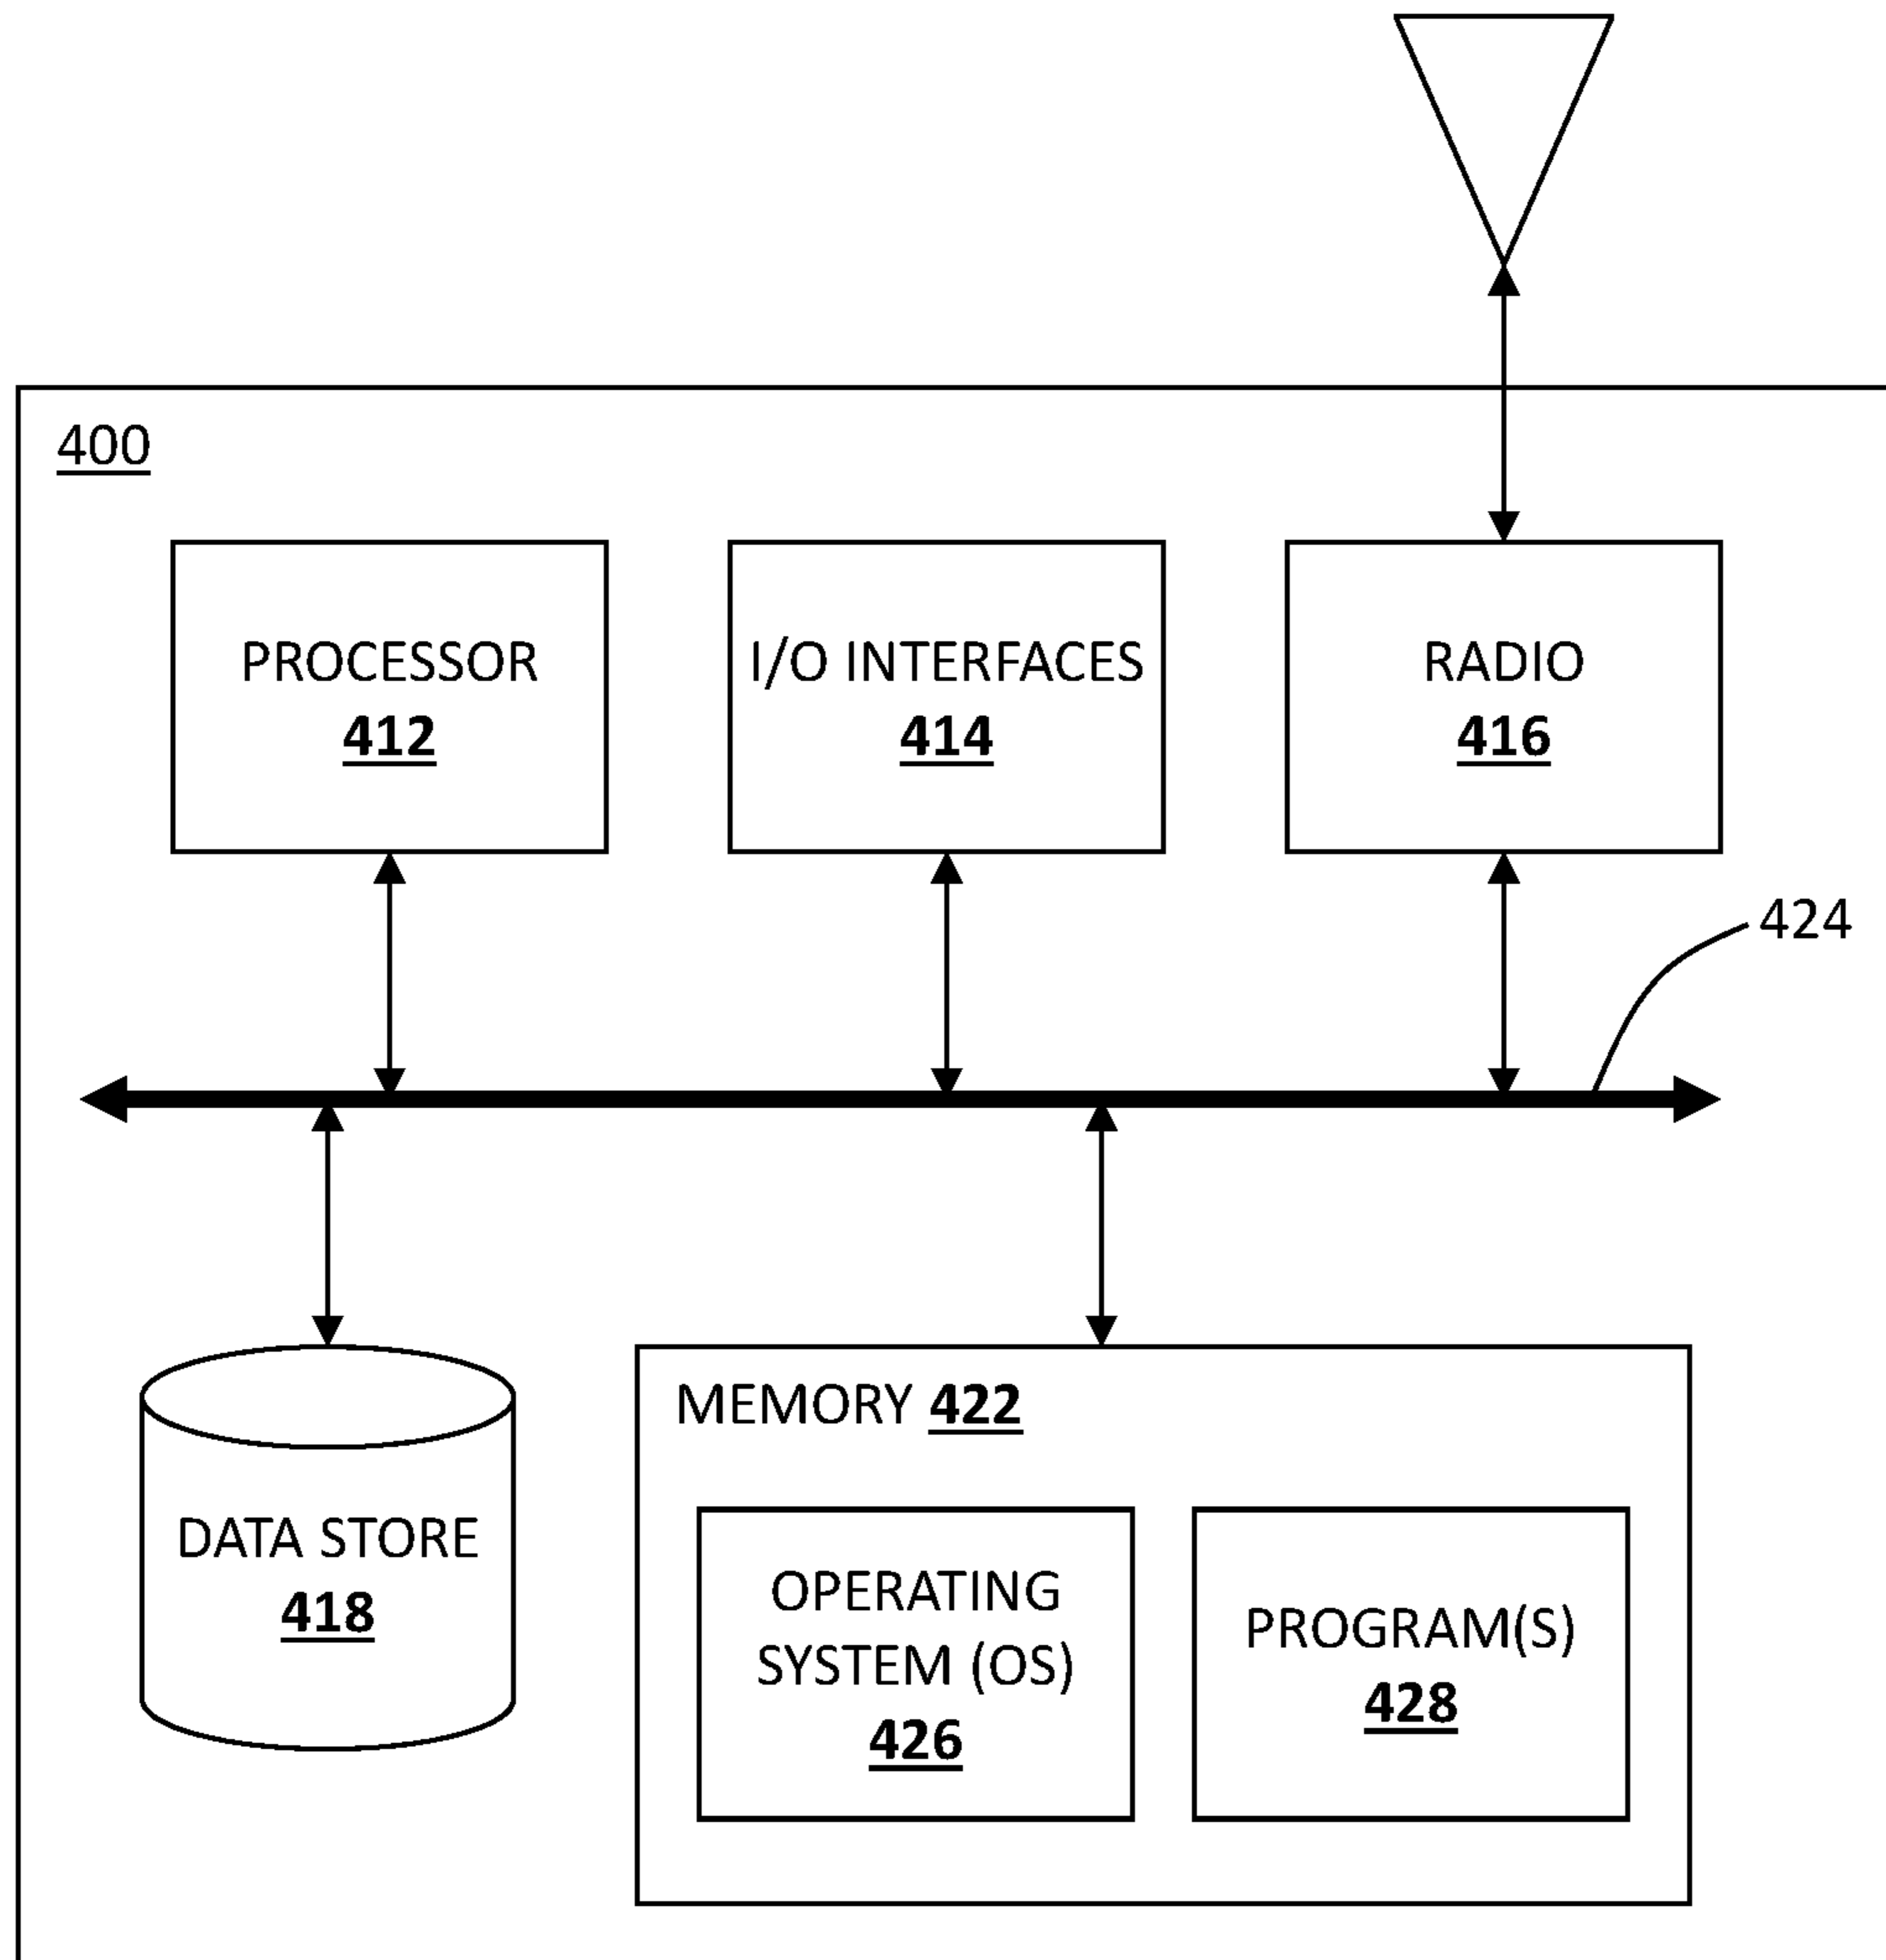 400
PROCESSOR
412
I/O INTERFACES
414
RADIO
416
424
DATA STORE
418
MEMORY 422
OPERATING
SYSTEM (OS)
426
PROGRAM(S)
428